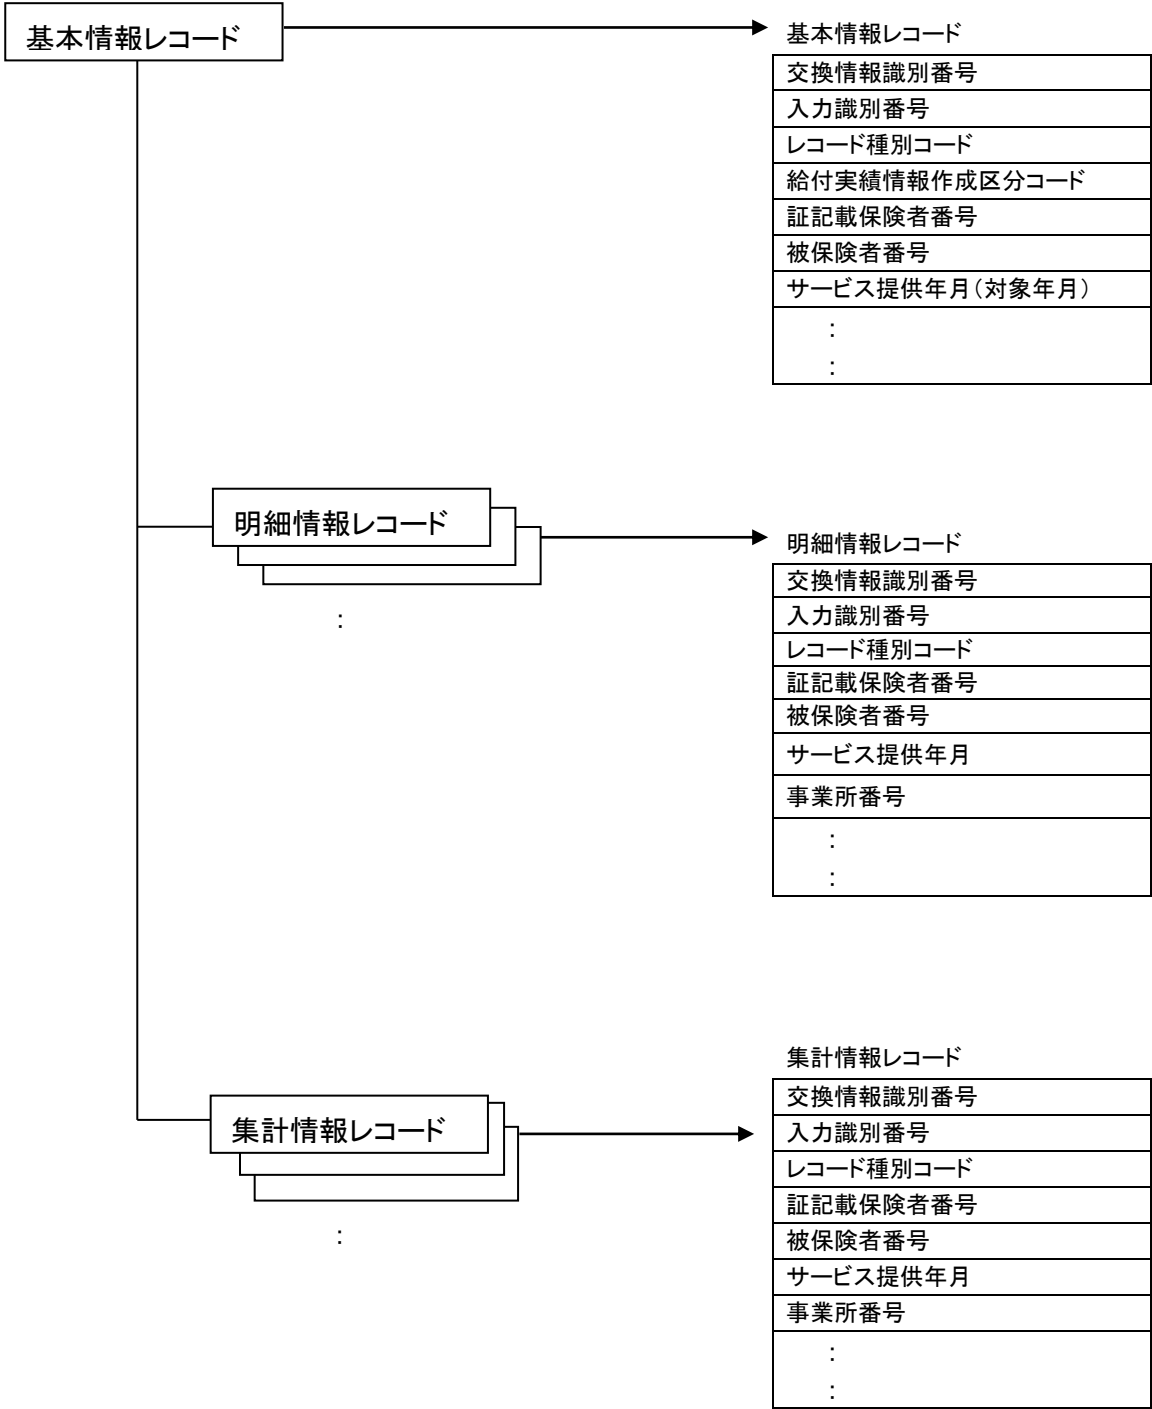 基本情報レコード
基本情報レコード
交換情報識別番号
入力識別番号
レコード種別コード
給付実績情報作成区分コード
証記載保険者番号
被保険者番号
サービス提供年月（対象年月）
：
：
明細情報レコード
：
明細情報レコード
交換情報識別番号
入力識別番号
レコード種別コード
証記載保険者番号
被保険者番号
サービス提供年月
事業所番号
：
：
集計情報レコード
：
集計情報レコード
交換情報識別番号
入力識別番号
レコード種別コード
証記載保険者番号
被保険者番号
サービス提供年月
事業所番号
：
：